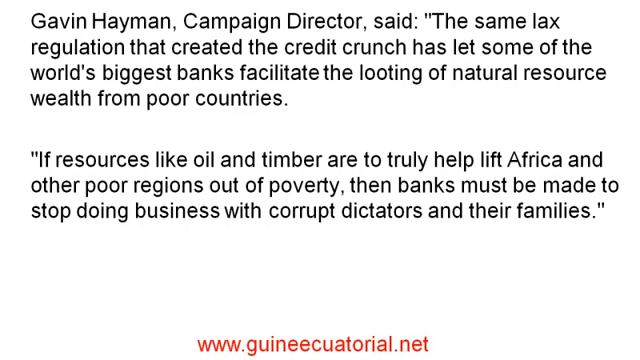 Gavin Hayman, Campaign Director, said: "The same lax
regulation that created the credit crunch has let some of the
world's biggest banks facilitate the looting of natural resource
wealth from poor countries.
"If resources like oil and timber are to truly help lift Africa and
other poor regions out of poverty, then banks must be made to
stop doing business with corrupt dictators and their families."
www.guineecuatorial.net